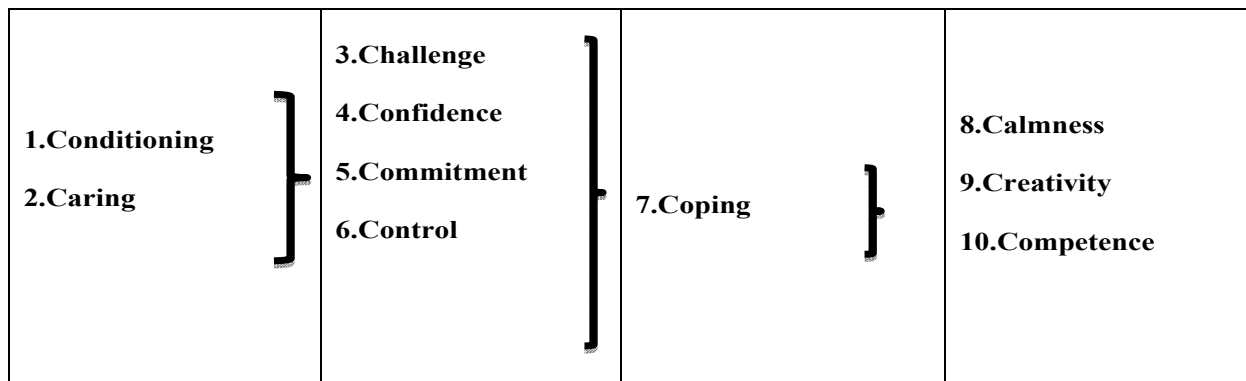 1.Conditioning
2.Caring
3.Challenge
4.Confidence
5.Commitment
6.Control
7.Coping
8.Calmness
9.Creativity
10.Competence